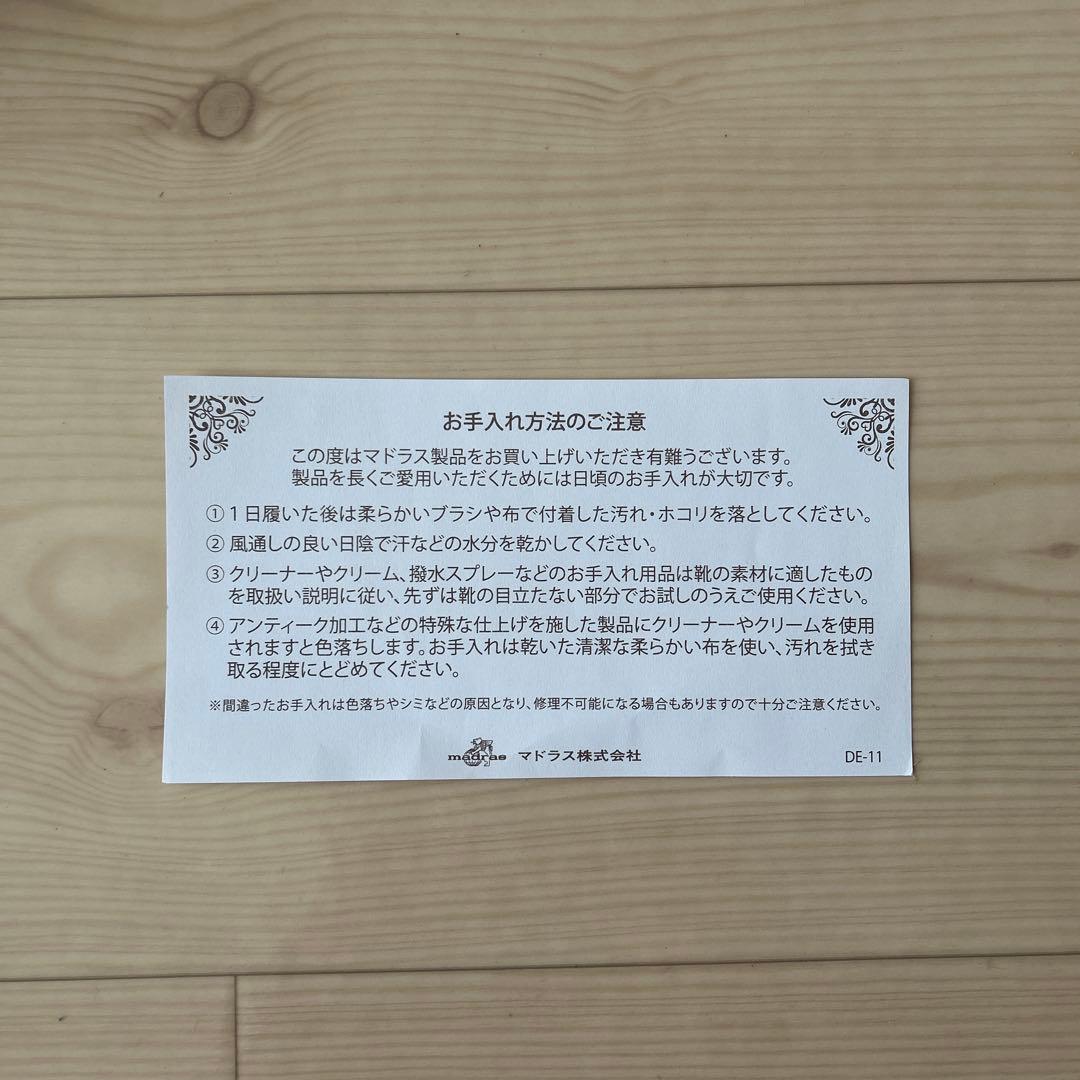 お手入れ方法のご注意
この度はマドラス製品をお買い上げいただき有難うございます。
製品を長くご愛用いただくためには日頃のお手入れが大切です。
① 1日履いた後は柔らかいブラシや布で付着した汚れ・ホコリを落としてください。
② 風通しの良い日陰で汗などの水分を乾かしてください。
③ クリーナーやクリーム、撥水スプレーなどのお手入れ用品は靴の素材に適したもの
を取扱い説明に従い、先ずは靴の目立たない部分でお試しのうえご使用ください。
④ アンティーク加工などの特殊な仕上げを施した製品にクリーナーやクリームを使用
されますと色落ちします。お手入れは乾いた清潔な柔らかい布を使い、汚れを拭き
取る程度にとどめてください。
※間違ったお手入れは色落ちやシミなどの原因となり、修理不可能になる場合もありますので十分ご注意ください。
madras マドラス株式会社 DE-11